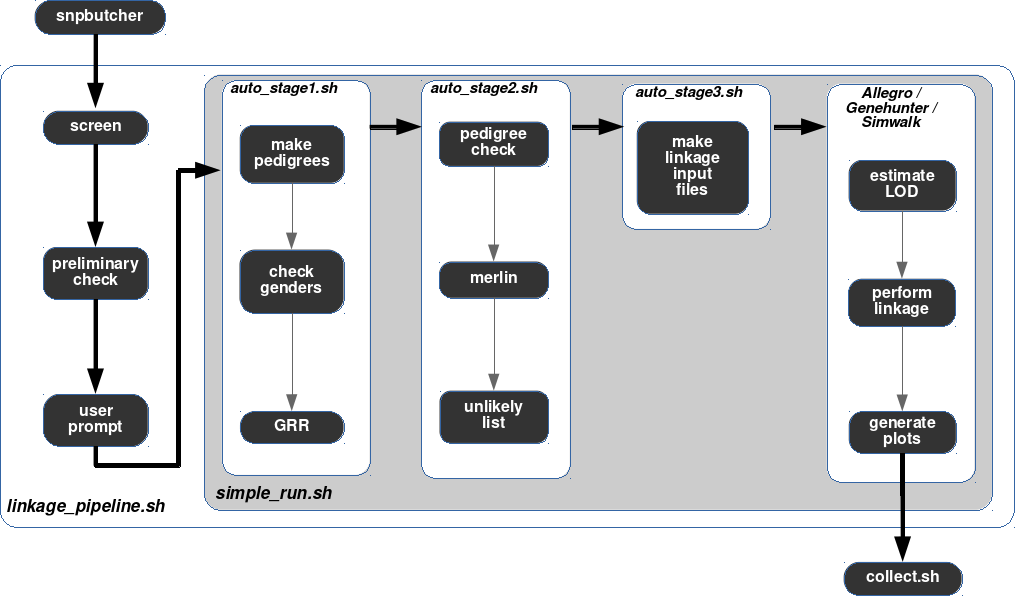 snpbutcher
screen
preliminary
check
user
prompt
linkage_pipeline.sh
auto_stage1.sh
make
pedigrees
check
genders
GRR
simple_run.sh
auto_stage2.sh
pedigree
check
merlin
unlikely
list
auto_stage3.sh
make
linkage
input
files
Allegro /
Genehunter /
Simwalk
estimate
LOD
perform
linkage
generate
plots
collect.sh